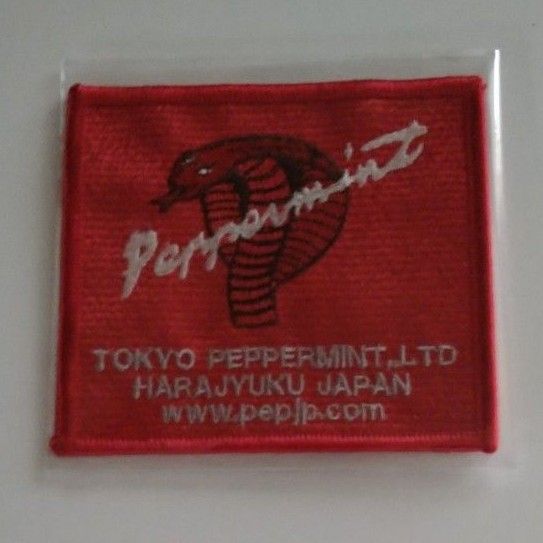 Peppermint
TOKYO PEPPERMINT,.LTD
HARAJYUKU JAPAN
www.pepjp.com